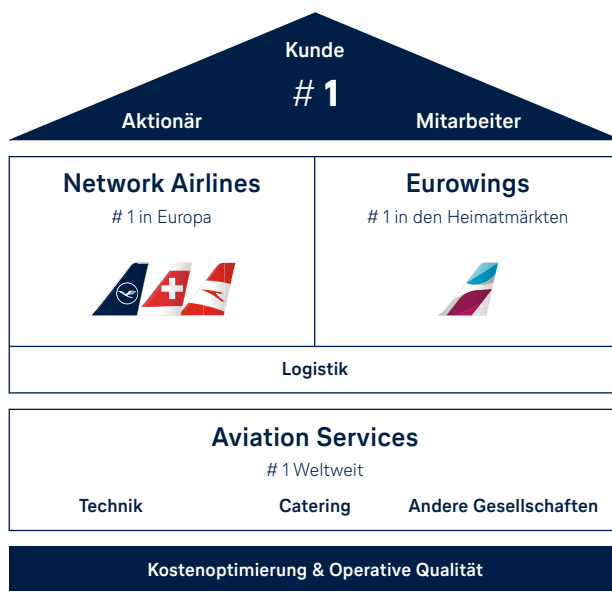 Kunde
# 1
Aktionär Mitarbeiter
Network Airlines
# 1 in Europa
Eurowings
# 1 in den Heimatmärkten
Logistik
Aviation Services
# 1 Weltweit
Technik Catering Andere Gesellschaften
Kostenoptimierung & Operative Qualität